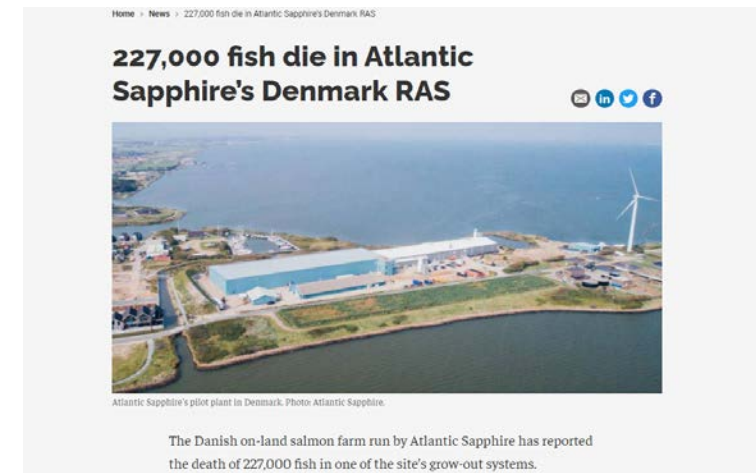 Home > News > 227,000 fish die in Atlantic Sapphire's Denmark RAS
227,000 fish die in Atlantic
Sapphire's Denmark RAS
Atlantic Sapphire's pilot plant in Denmark. Photo: Atlantic Sapphire.
The Danish on-land salmon farm run by Atlantic Sapphire has reported
the death of 227,000 fish in one of the site's grow-out systems.